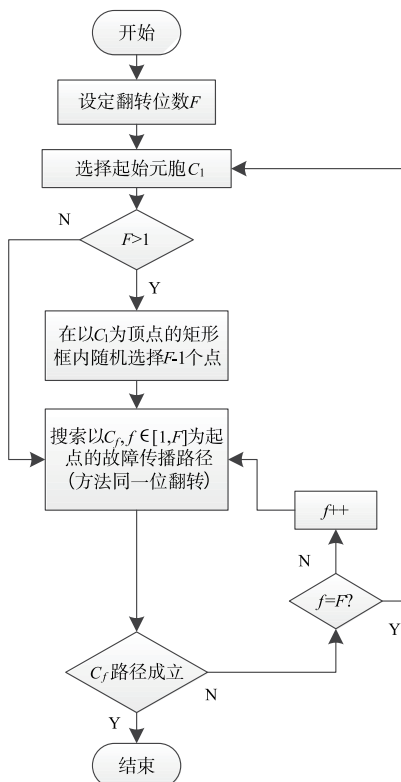 开始
设定翻转位数F
选择起始元胞C₁
N
F>1
Y
在以C₁为顶点的矩形
框内随机选择F-1个点
搜索以C_f, f∈[1,F]为起
点的故障传播路径
(方法同一位翻转)
f++
N
f=F?
Y
C_f路径成立
N
Y
结束